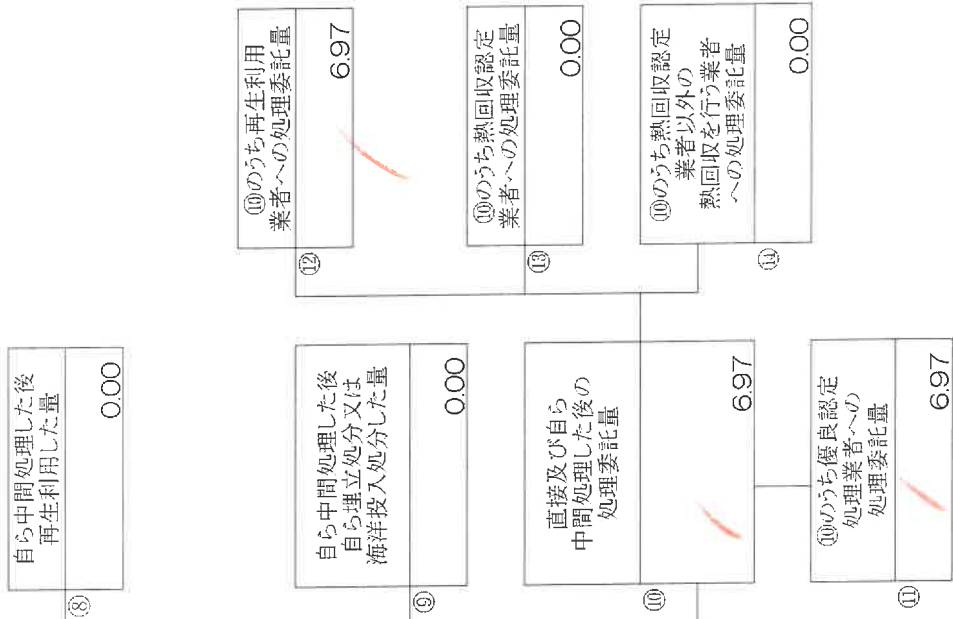 ⑧
自ら中間処理した後
再生利用した量
0.00
⑨
自ら中間処理した後
自ら埋立処分又は
海洋投入処分した量
0.00
⑩
直接及び自ら
中間処理した後の
処理委託量
6.97
⑪
⑩のうち優良認定
処理業者への
処理委託量
6.97
⑫
⑩のうち再生利用
業者への処理委託量
6.97
⑬
⑩のうち熱回収認定
業者への処理委託量
0.00
⑭
⑩のうち熱回収認定
業者以外の
熱回収を行う業者
への処理委託量
0.00